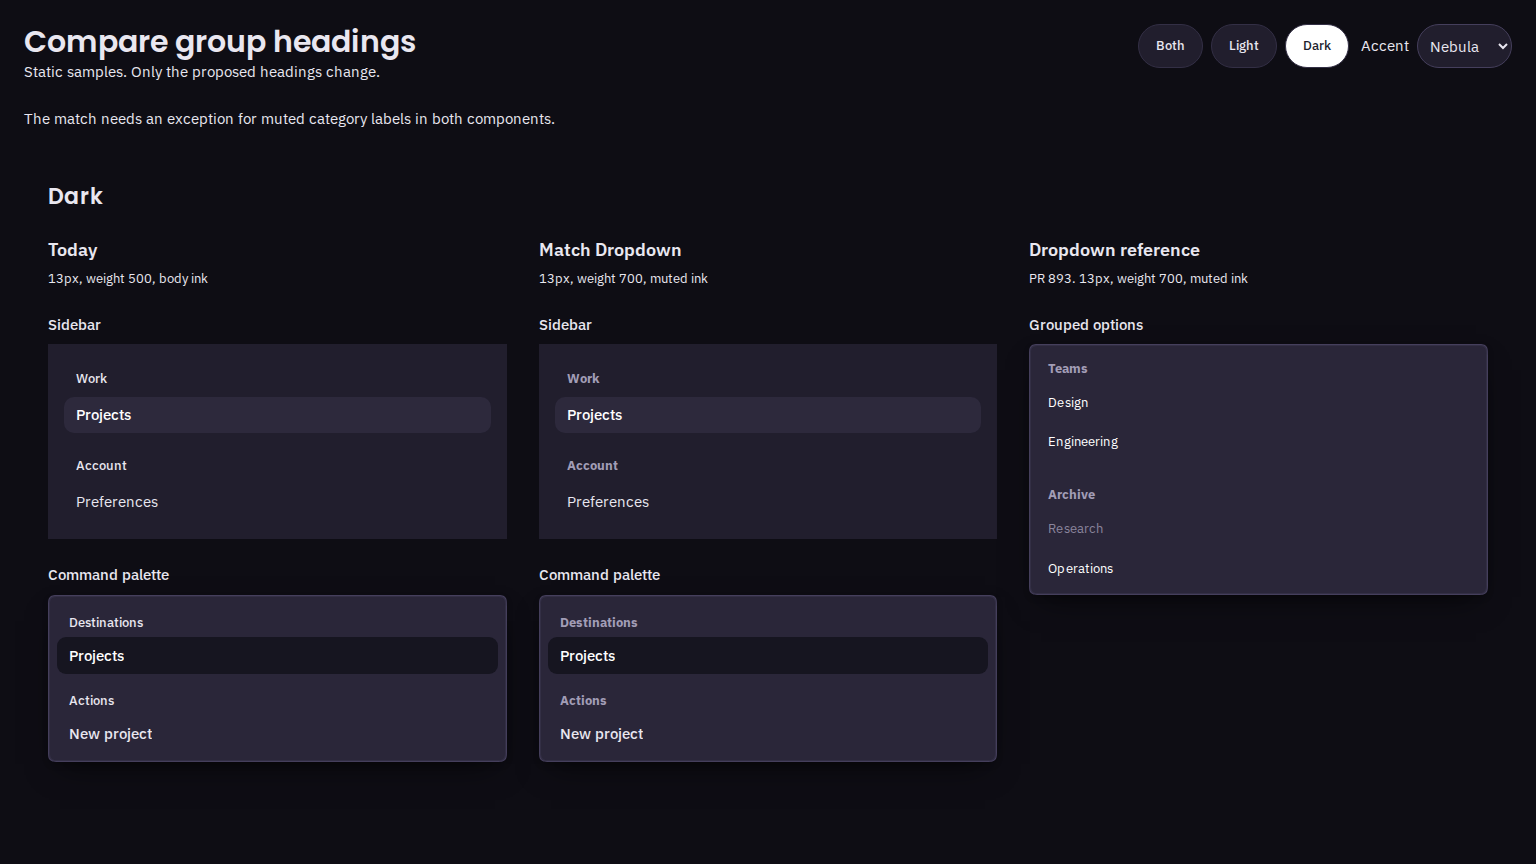 Compare group headings
Static samples. Only the proposed headings change.
Both
Light
Dark
Accent
Nebula
The match needs an exception for muted category labels in both components.
Dark
Today
13px, weight 500, body ink
Sidebar
Work
Projects
Account
Preferences
Command palette
Destinations
Projects
Actions
New project
Match Dropdown
13px, weight 700, muted ink
Sidebar
Work
Projects
Account
Preferences
Command palette
Destinations
Projects
Actions
New project
Dropdown reference
PR 893. 13px, weight 700, muted ink
Grouped options
Teams
Design
Engineering
Archive
Research
Operations